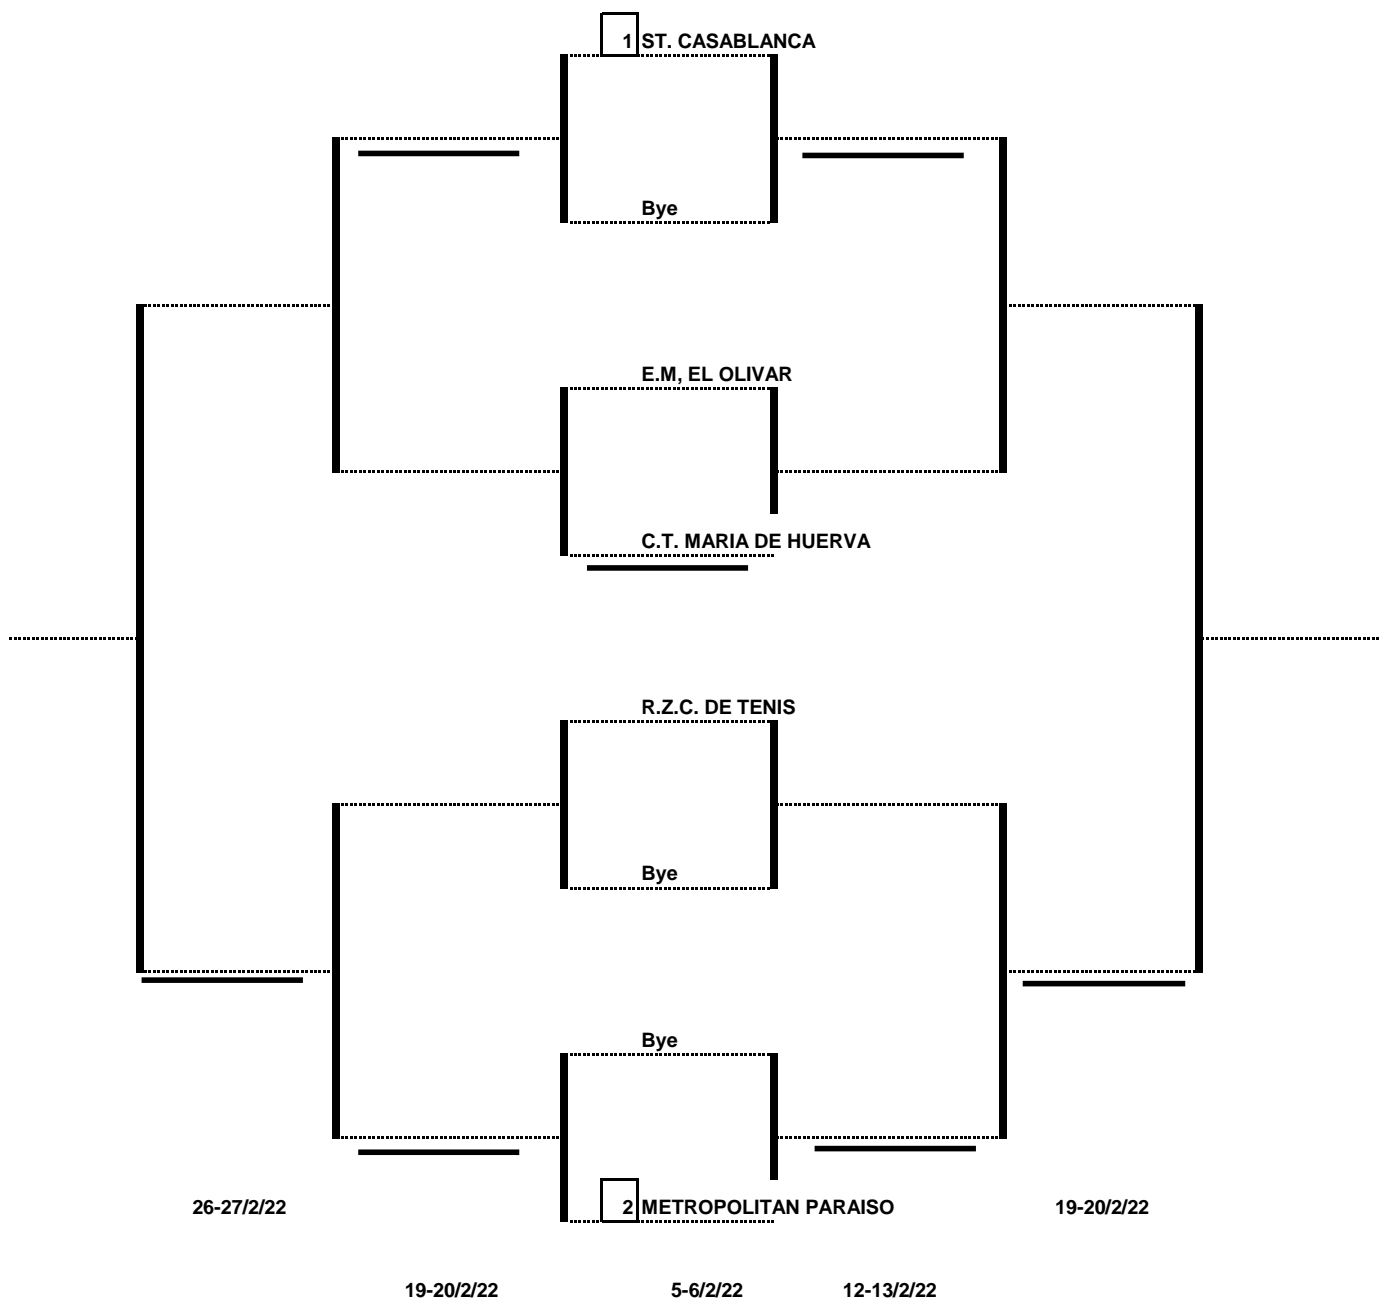 1 ST. CASABLANCA
Bye
E.M, EL OLIVAR
C.T. MARIA DE HUERVA
R.Z.C. DE TENIS
Bye
Bye
26-27/2/22 2 METROPOLITAN PARAISO 19-20/2/22
19-20/2/22 5-6/2/22 12-13/2/22